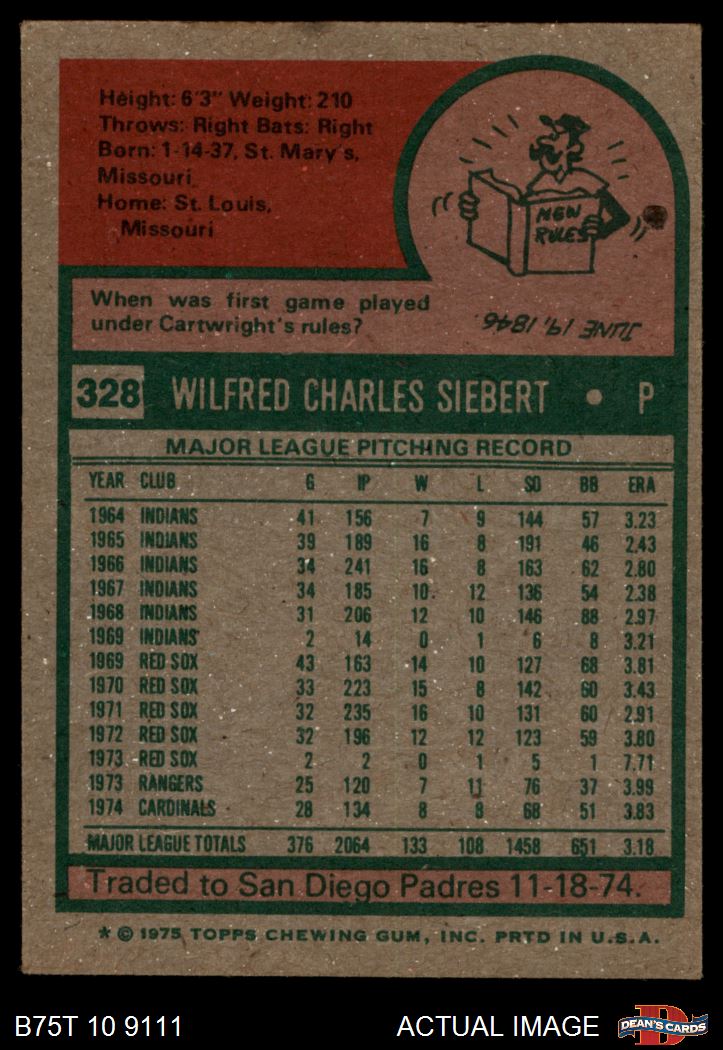 Height: 6'3" Weight: 210
Throws: Right Bats: Right
Born: 1-14-37, St. Mary's,
Missouri
Home: St. Louis,
Missouri
NEW
RULES
When was first game played
under Cartwright's rules?
JUNE 19, 1846.
328 WILFRED CHARLES SIEBERT • P
MAJOR LEAGUE PITCHING RECORD
YEAR CLUB G IP W L SO BB ERA
1964 INDIANS 41 156 7 9 144 57 3.23
1965 INDIANS 39 189 16 8 191 46 2.43
1966 INDIANS 34 241 16 8 163 62 2.80
1967 INDIANS 34 185 10 12 136 54 2.38
1968 INDIANS 31 206 12 10 146 88 2.97
1969 INDIANS 2 14 0 1 6 8 3.21
1969 RED SOX 43 163 14 10 127 68 3.81
1970 RED SOX 33 223 15 8 142 60 3.43
1971 RED SOX 32 235 16 10 131 60 2.91
1972 RED SOX 32 196 12 12 123 59 3.80
1973 RED SOX 2 2 0 1 5 1 7.71
1973 RANGERS 25 120 7 11 76 37 3.99
1974 CARDINALS 28 134 8 8 68 51 3.83
MAJOR LEAGUE TOTALS 376 2064 133 108 1458 651 3.18
Traded to San Diego Padres 11-18-74.
* © 1975 TOPPS CHEWING GUM, INC. PRTD IN U.S.A.
B75T 10 9111 ACTUAL IMAGE D DEAN'S CARDS